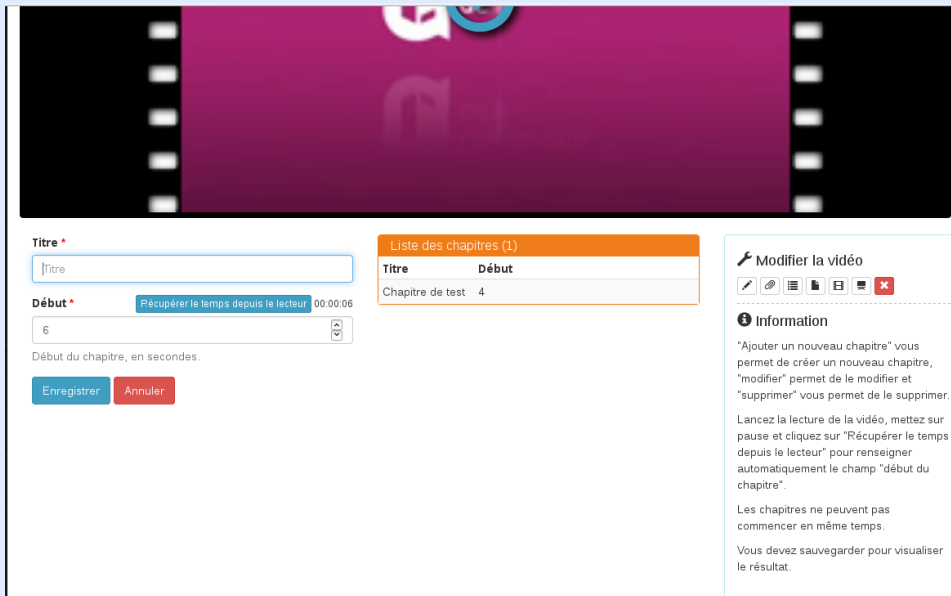 Titre *
Titre
Début * Récupérer le temps depuis le lecteur 00:00:06
6
Début du chapitre, en secondes.
Enregistrer Annuler
Liste des chapitres (1)
Titre Début
Chapitre de test 4
Modifier la vidéo
Information
"Ajouter un nouveau chapitre" vous
permet de créer un nouveau chapitre,
"modifier" permet de le modifier et
"supprimer" vous permet de le supprimer.
Lancez la lecture de la vidéo, mettez sur
pause et cliquez sur "Récupérer le temps
depuis le lecteur" pour renseigner
automatiquement le champ "début du
chapitre".
Les chapitres ne peuvent pas
commencer en même temps.
Vous devez sauvegarder pour visualiser
le résultat.